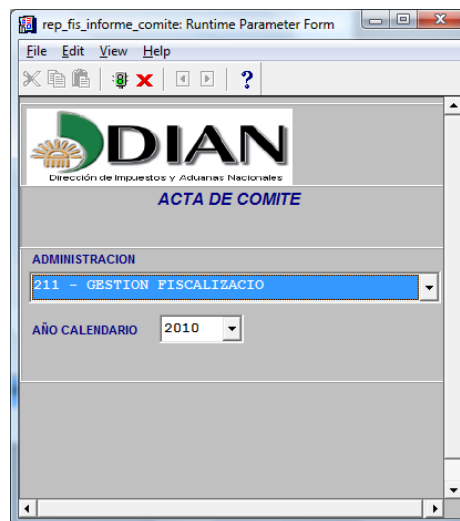 rep_fis_informe_comite: Runtime Parameter Form
File Edit View Help
DIAN
Dirección de Impuestos y Aduanas Nacionales
ACTA DE COMITE
ADMINISTRACION
211 - GESTION FISCALIZACIO
AÑO CALENDARIO 2010